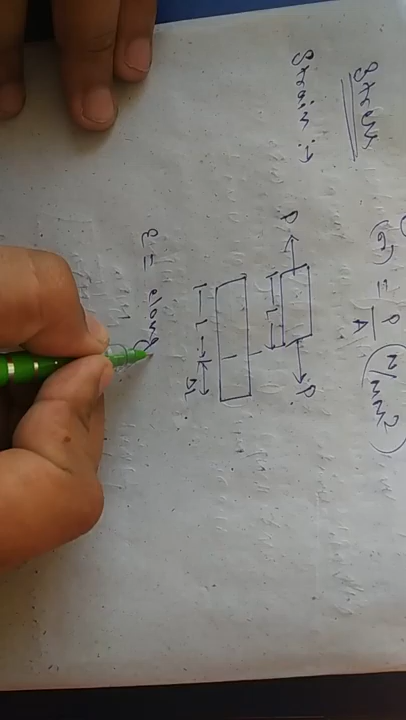 Stress
(σ) = P/A (N/mm²)
Strain :→
P P
L
L δl
ε = elong